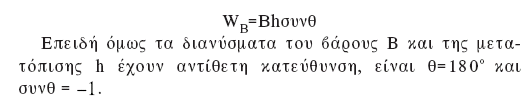 W_B=Bhσυνθ
Επειδή όμως τα διανύσματα του βάρους Β και της μετα-
τόπισης h έχουν αντίθετη κατεύθυνση, είναι θ=180° και
συνθ = –1.